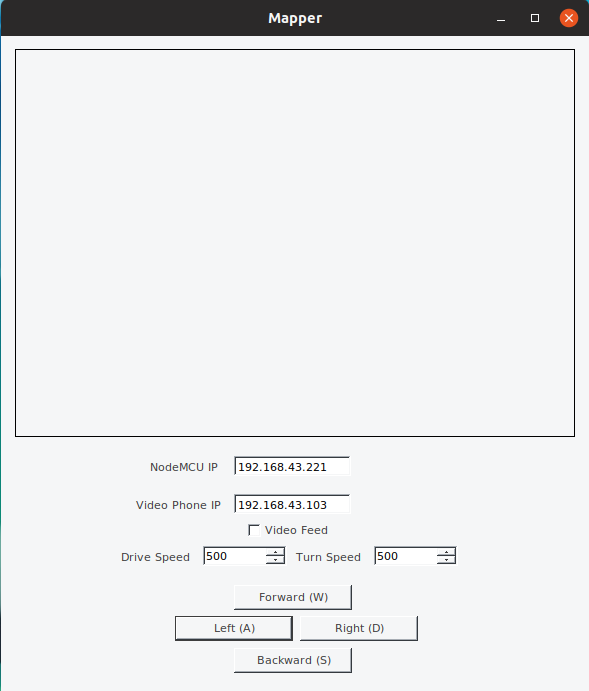 Mapper
NodeMCU IP 192.168.43.221
Video Phone IP 192.168.43.103
Video Feed
Drive Speed 500 Turn Speed 500
Forward (W)
Left (A) Right (D)
Backward (S)